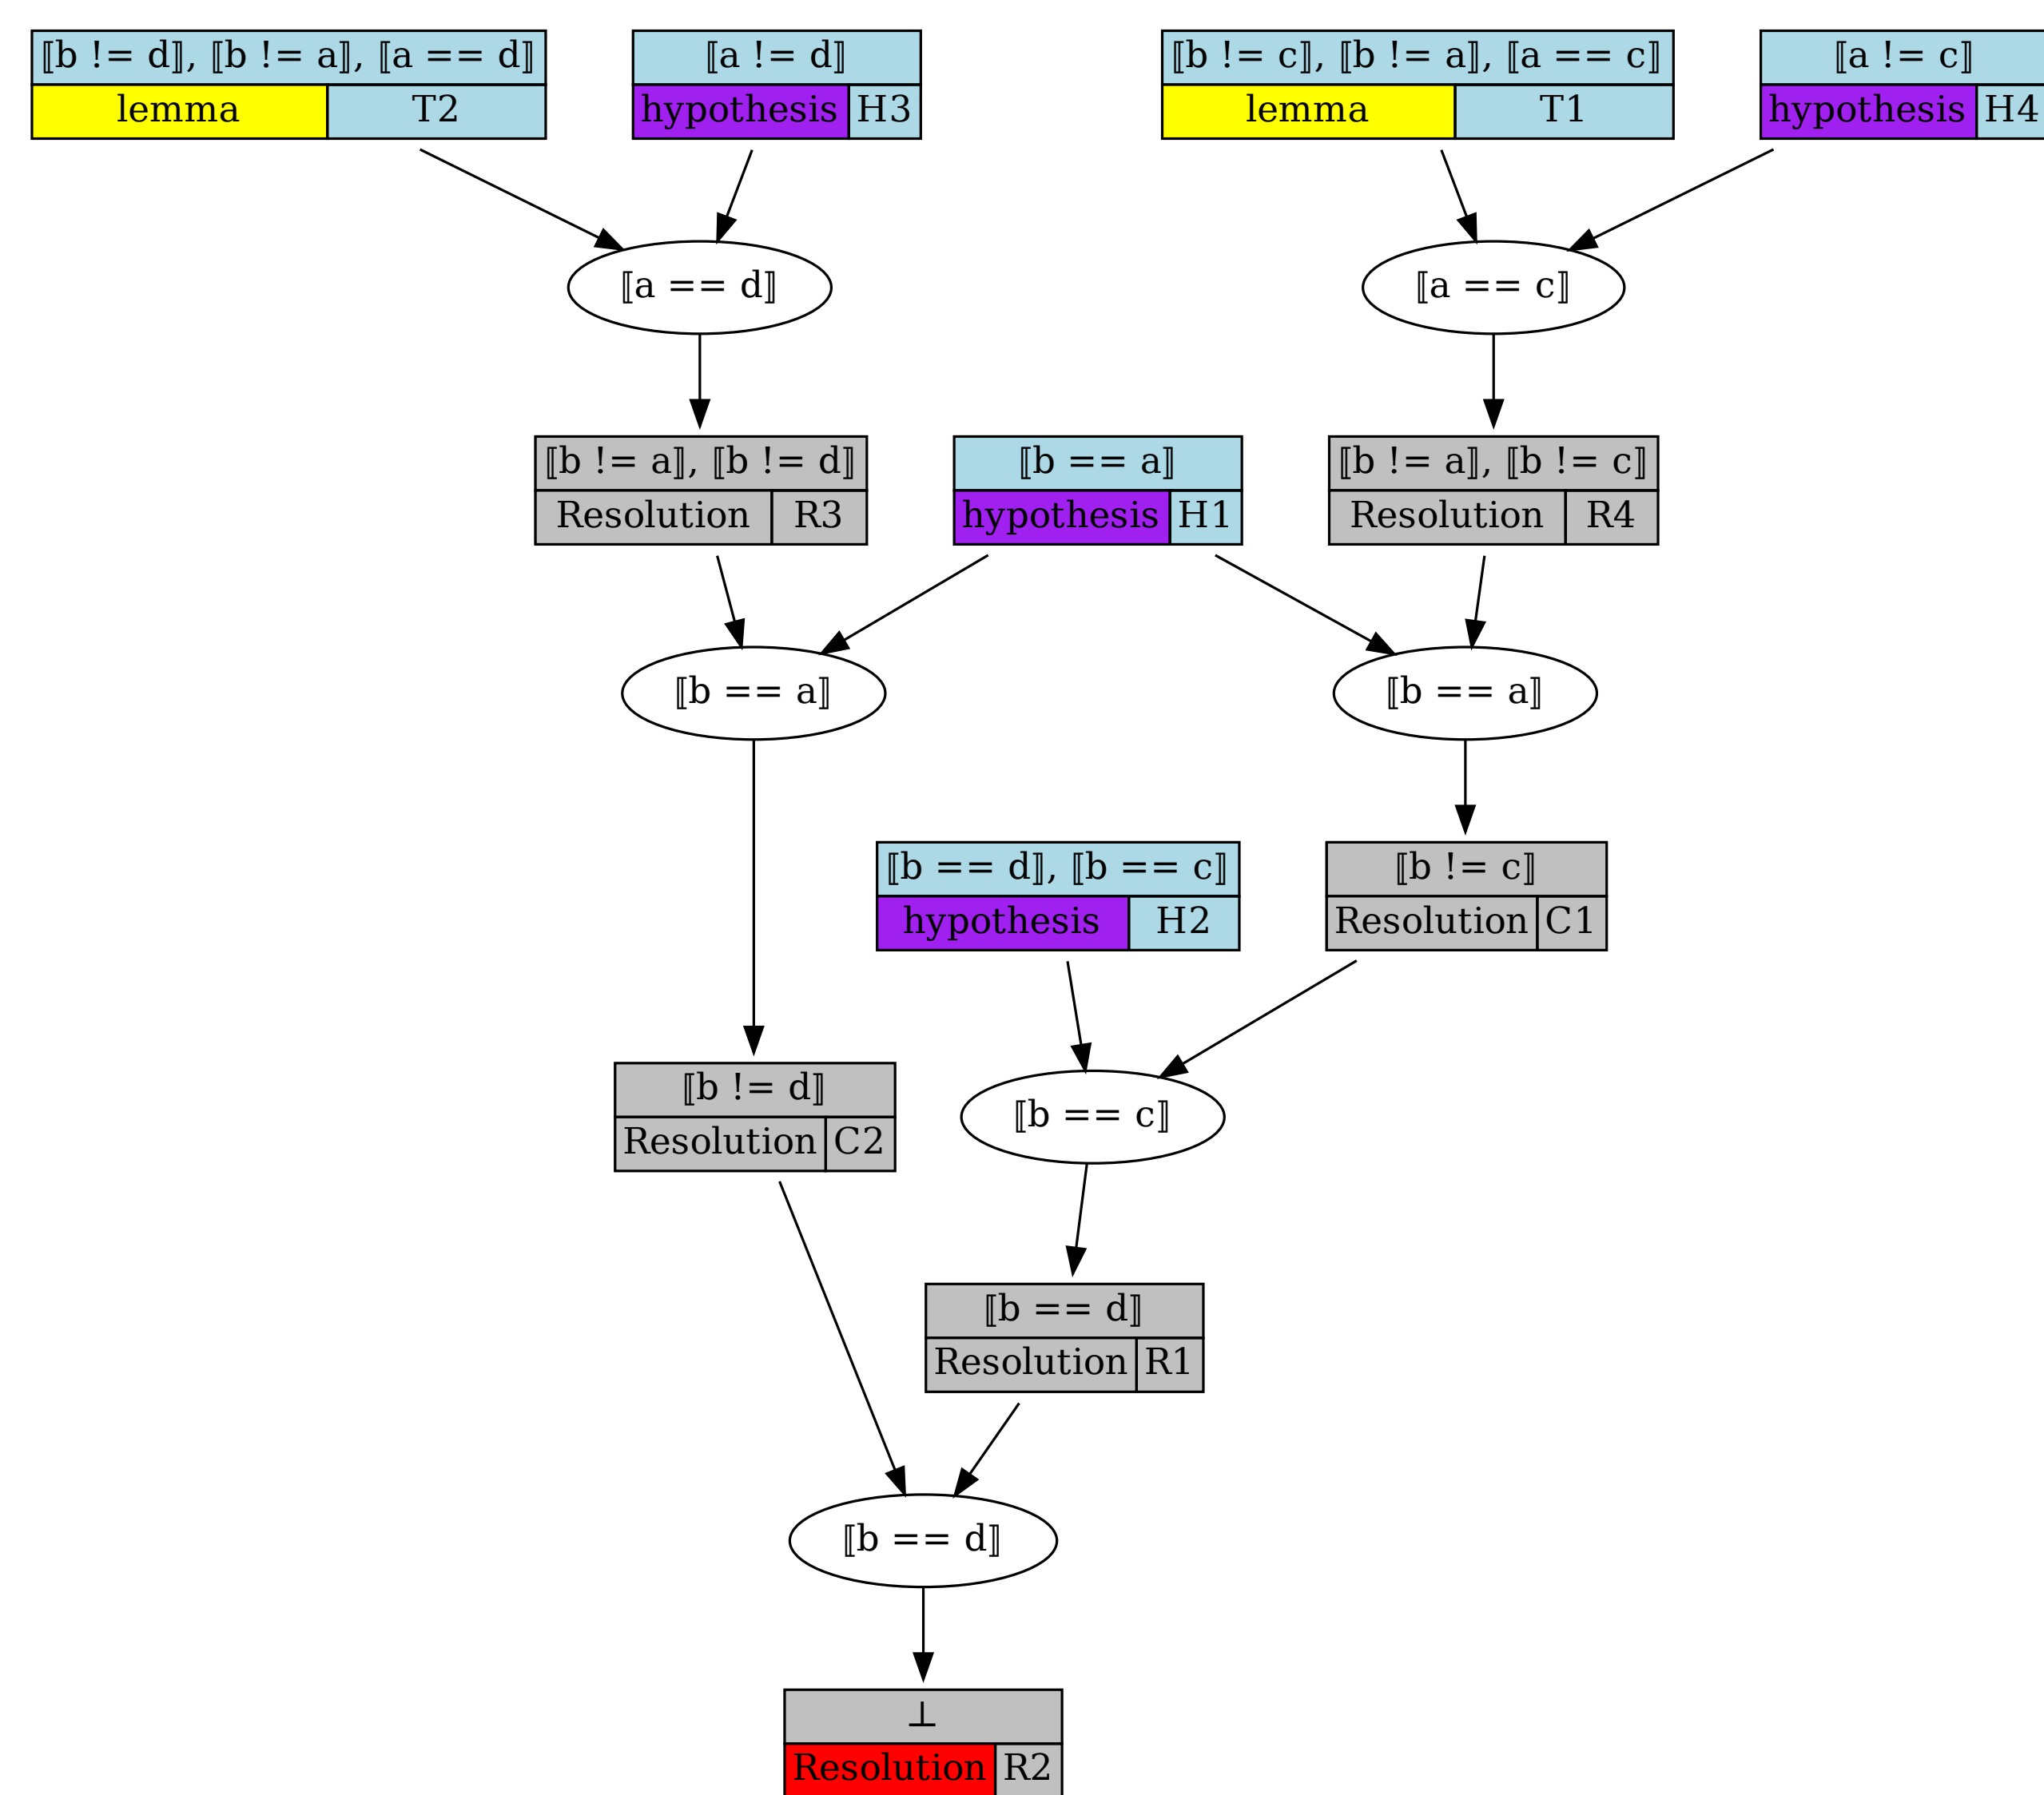 ⟦b != d⟧, ⟦b != a⟧, ⟦a == d⟧
lemma T2
⟦a != d⟧
hypothesis H3
⟦b != c⟧, ⟦b != a⟧, ⟦a == c⟧
lemma T1
⟦a != c⟧
hypothesis H4
⟦a == d⟧
⟦a == c⟧
⟦b != a⟧, ⟦b != d⟧
Resolution R3
⟦b == a⟧
hypothesis H1
⟦b != a⟧, ⟦b != c⟧
Resolution R4
⟦b == a⟧
⟦b == a⟧
⟦b == d⟧, ⟦b == c⟧
hypothesis H2
⟦b != c⟧
Resolution C1
⟦b != d⟧
Resolution C2
⟦b == c⟧
⟦b == d⟧
Resolution R1
⟦b == d⟧
⊥
Resolution R2